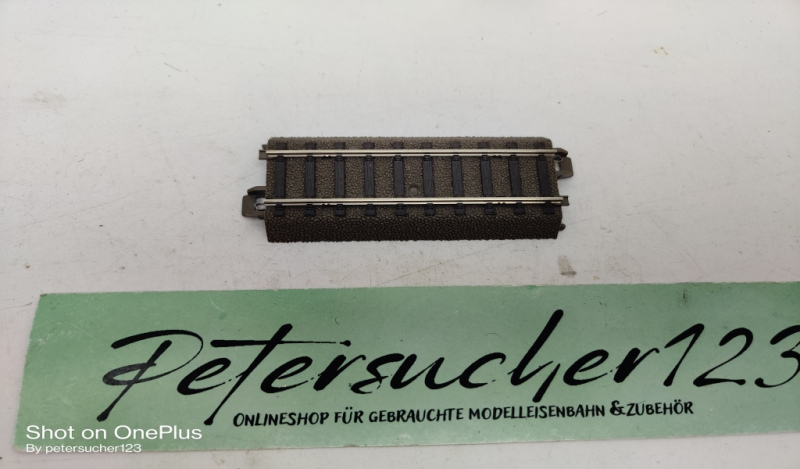 Petersucher123
ONLINESHOP FÜR GEBRAUCHTE MODELLEISENBAHN & ZUBEHÖR
Shot on OnePlus
By petersucher123